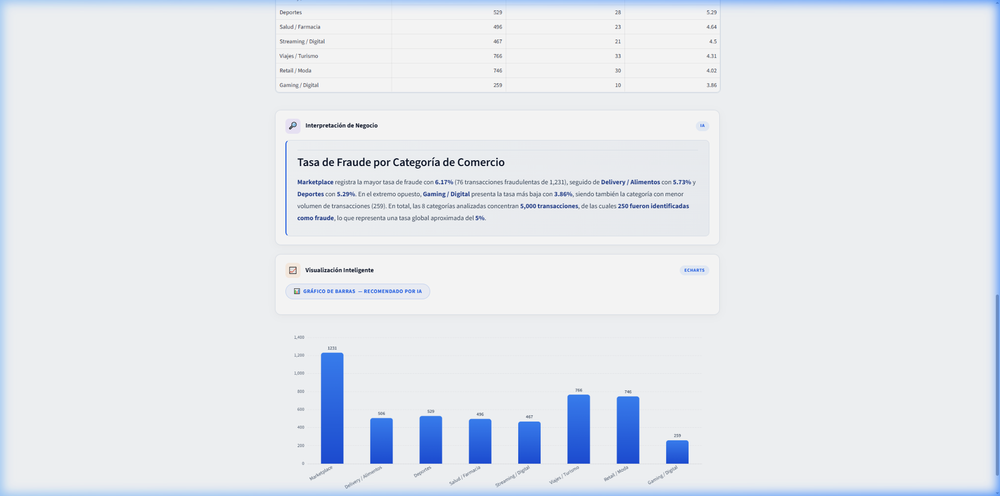 Deportes 529 28 5.29
Salud / Farmacia 496 23 4.64
Streaming / Digital 467 21 4.5
Viajes / Turismo 766 33 4.31
Retail / Moda 746 30 4.02
Gaming / Digital 259 10 3.86
Interpretación de Negocio
IA
Tasa de Fraude por Categoría de Comercio
Marketplace registra la mayor tasa de fraude con 6.17% (76 transacciones fraudulentas de 1,231), seguido de Delivery / Alimentos con 5.73% y
Deportes con 5.29%. En el extremo opuesto, Gaming / Digital presenta la tasa más baja con 3.86%, siendo también la categoría con menor
volumen de transacciones (259). En total, las 8 categorías analizadas concentran 5,000 transacciones, de las cuales 250 fueron identificadas
como fraude, lo que representa una tasa global aproximada del 5%.
Visualización Inteligente
ECHARTS
GRÁFICO DE BARRAS — RECOMENDADO POR IA
1,400
1,200
1,000
800
600
400
200
0
1231
506
529
496
467
766
746
259
Marketplace
Delivery / Alimentos
Deportes
Salud / Farmacia
Streaming / Digital
Viajes / Turismo
Retail / Moda
Gaming / Digital